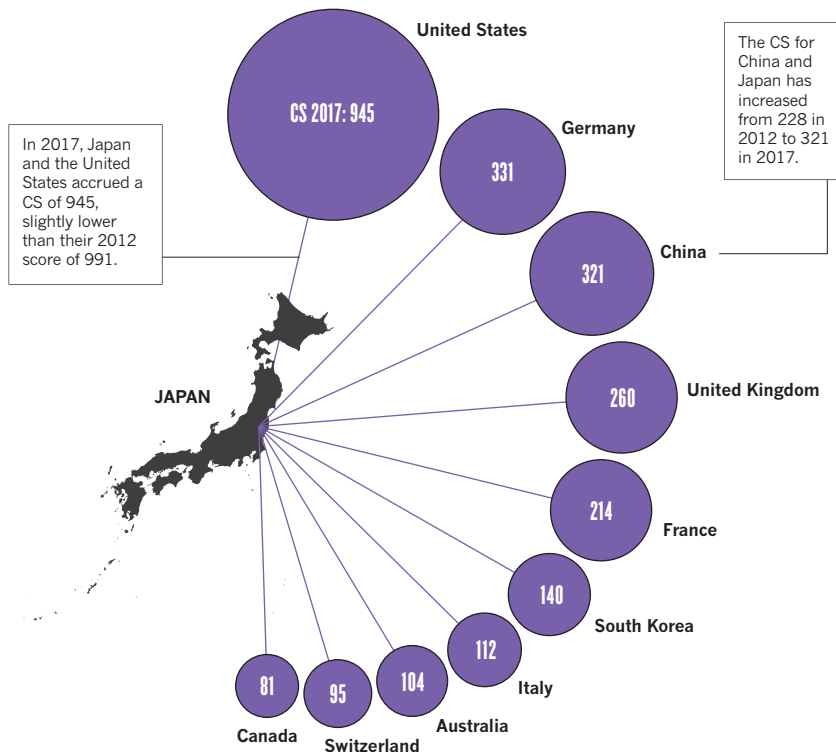 United States
CS 2017: 945
In 2017, Japan
and the United
States accrued a
CS of 945,
slightly lower
than their 2012
score of 991.
The CS for
China and
Japan has
increased
from 228 in
2012 to 321
in 2017.
Germany
331
China
321
JAPAN
United Kingdom
260
214
France
140
South Korea
112
Italy
104
Australia
95
Switzerland
81
Canada